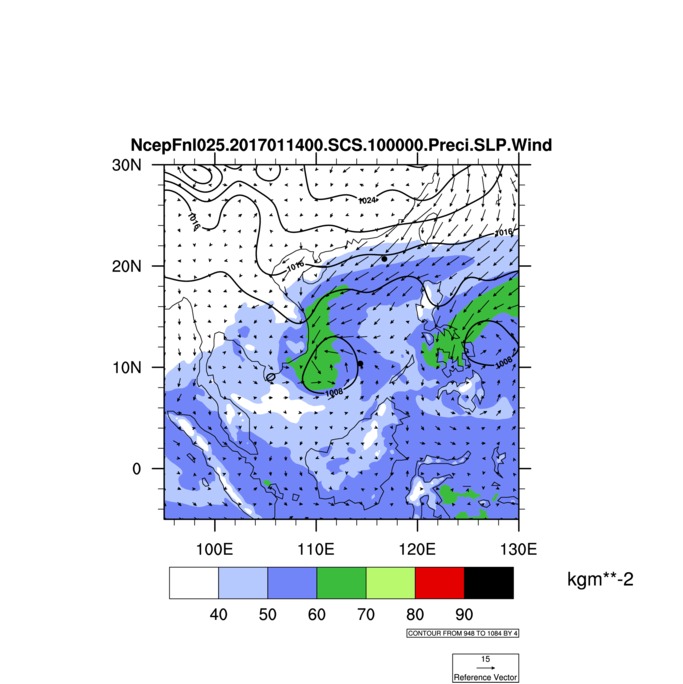 NcepFnl025.2017011400.SCS.100000.Preci.SLP.Wind
30N
1024
1016
1016
20N
1016
10N
1008
1008
0
100E 110E 120E 130E
kgm**-2
40 50 60 70 80 90
CONTOUR FROM 948 TO 1084 BY 4
15
Reference Vector